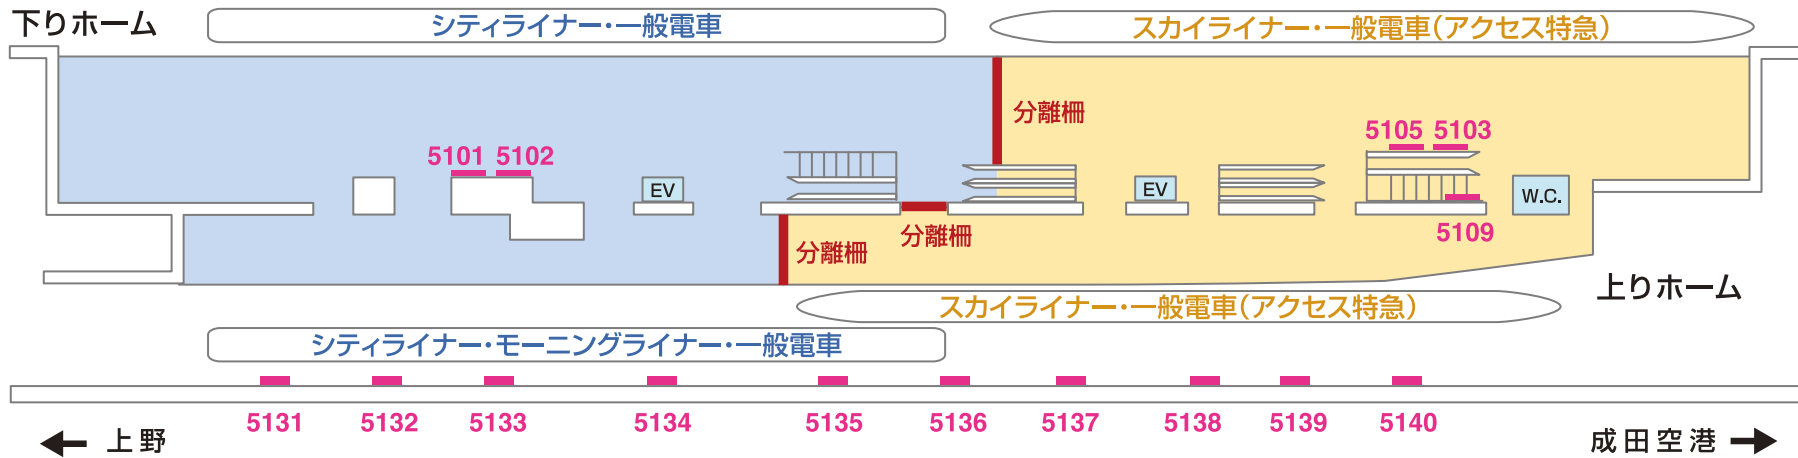 下りホーム
シティライナー・一般電車
スカイライナー・一般電車(アクセス特急)
分離柵
5105 5103
5101 5102
EV
EV
W.C.
5109
分離柵
分離柵
上りホーム
スカイライナー・一般電車(アクセス特急)
シティライナー・モーニングライナー・一般電車
5131 5132 5133 5134 5135 5136 5137 5138 5139 5140
上野
成田空港